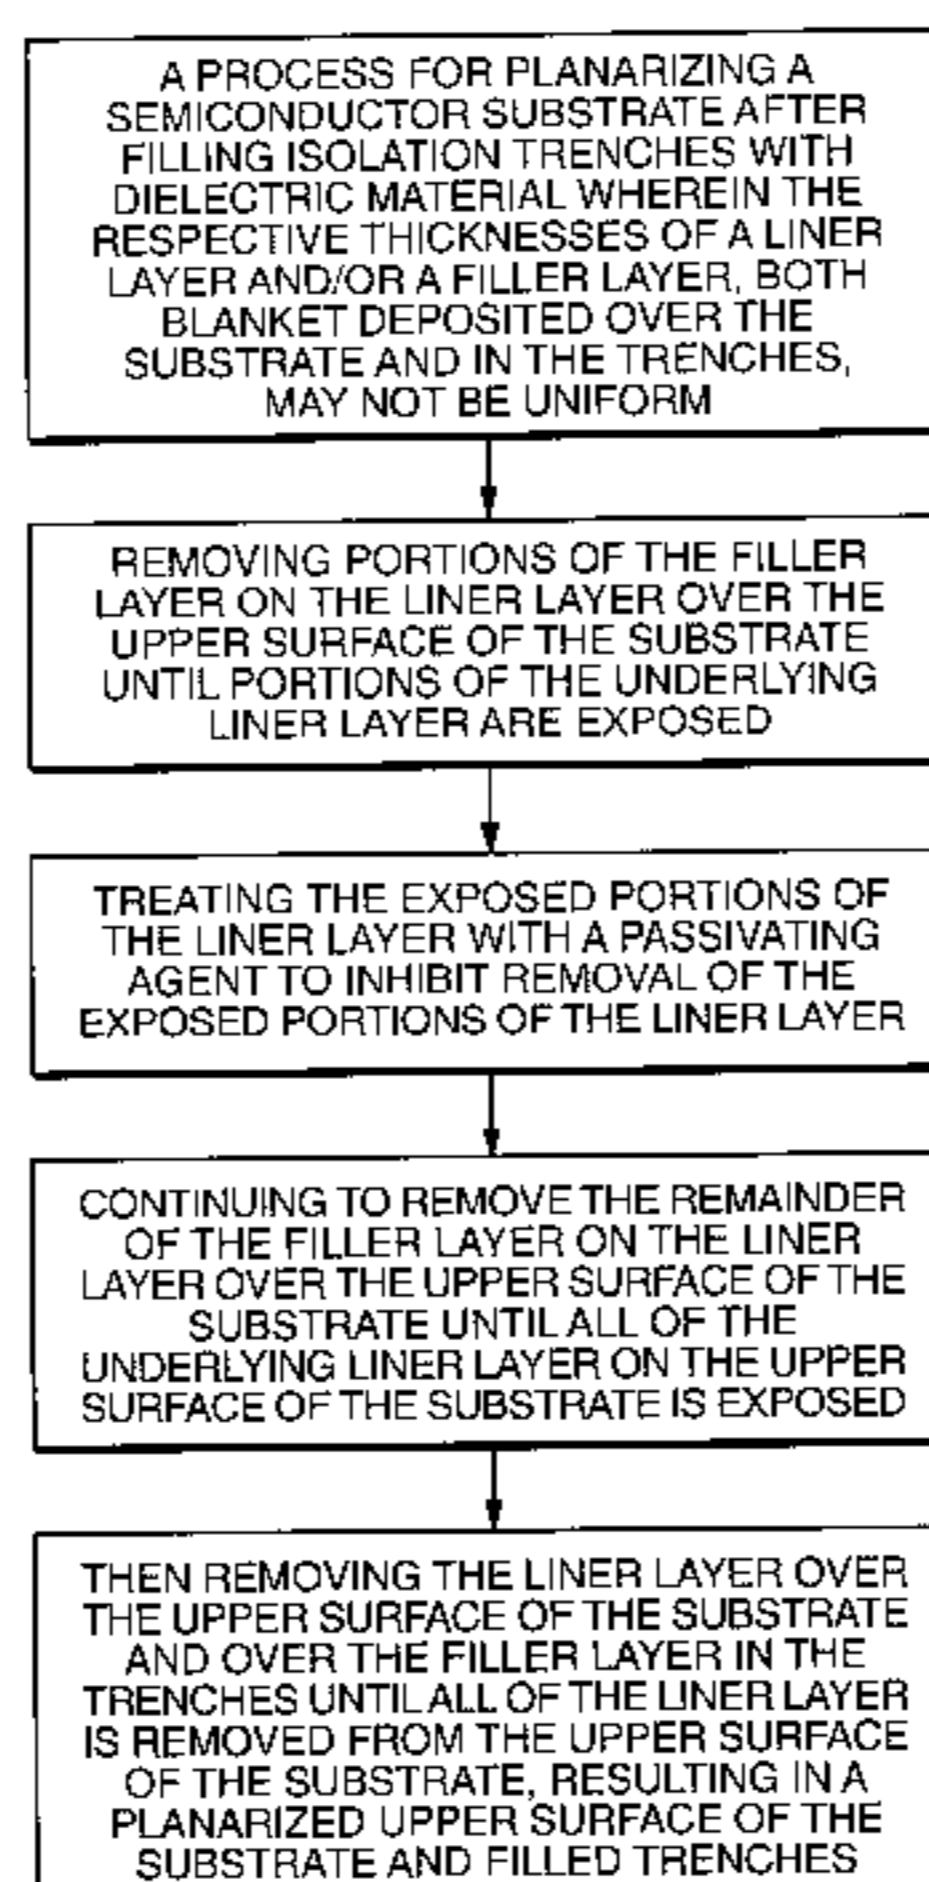 A PROCESS FOR PLANARIZING A
SEMICONDUCTOR SUBSTRATE AFTER
FILLING ISOLATION TRENCHES WITH
DIELECTRIC MATERIAL WHEREIN THE
RESPECTIVE THICKNESSES OF A LINER
LAYER AND/OR A FILLER LAYER, BOTH
BLANKET DEPOSITED OVER THE
SUBSTRATE AND IN THE TRENCHES,
MAY NOT BE UNIFORM
REMOVING PORTIONS OF THE FILLER
LAYER ON THE LINER LAYER OVER THE
UPPER SURFACE OF THE SUBSTRATE
UNTIL PORTIONS OF THE UNDERLYING
LINER LAYER ARE EXPOSED
TREATING THE EXPOSED PORTIONS OF
THE LINER LAYER WITH A PASSIVATING
AGENT TO INHIBIT REMOVAL OF THE
EXPOSED PORTIONS OF THE LINER LAYER
CONTINUING TO REMOVE THE REMAINDER
OF THE FILLER LAYER ON THE LINER
LAYER OVER THE UPPER SURFACE OF THE
SUBSTRATE UNTIL ALL OF THE
UNDERLYING LINER LAYER ON THE UPPER
SURFACE OF THE SUBSTRATE IS EXPOSED
THEN REMOVING THE LINER LAYER OVER
THE UPPER SURFACE OF THE SUBSTRATE
AND OVER THE FILLER LAYER IN THE
TRENCHES UNTIL ALL OF THE LINER LAYER
IS REMOVED FROM THE UPPER SURFACE
OF THE SUBSTRATE, RESULTING IN A
PLANARIZED UPPER SURFACE OF THE
SUBSTRATE AND FILLED TRENCHES